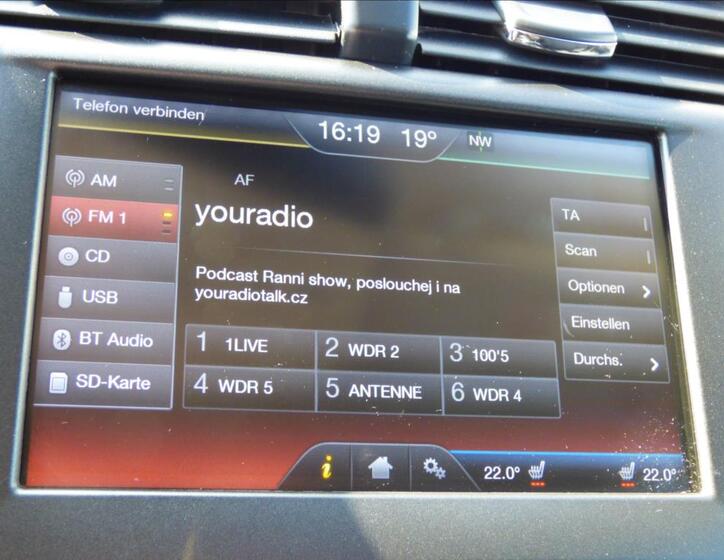 Telefon verbinden
16:19 19° NW
AM
FM 1
CD
USB
BT Audio
SD-Karte
AF
youradio
Podcast Ranni show, poslouchej i na
youradiotalk.cz
1 1LIVE
2 WDR 2
3 100'5
4 WDR 5
5 ANTENNE
6 WDR 4
TA
Scan
Optionen
Einstellen
Durchs.
i
22.0° 22.0°